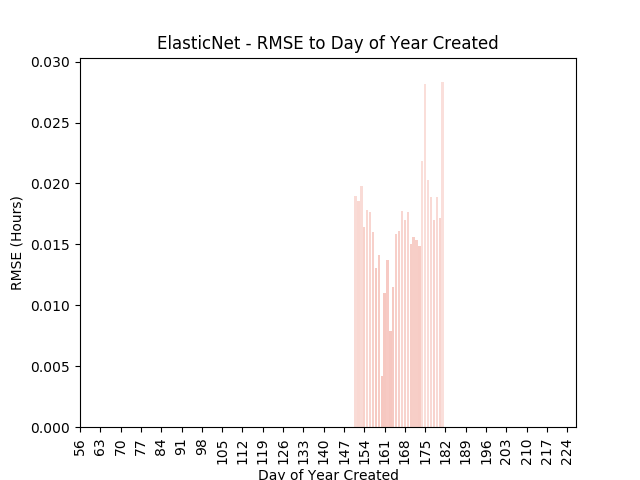 ElasticNet - RMSE to Day of Year Created
0.030
0.025
0.020
0.015
0.010
0.005
0.000
RMSE (Hours)
56 63 70 77 84 91 98 105 112 119 126 133 140 147 154 161 168 175 182 189 196 203 210 217 224
Day of Year Created